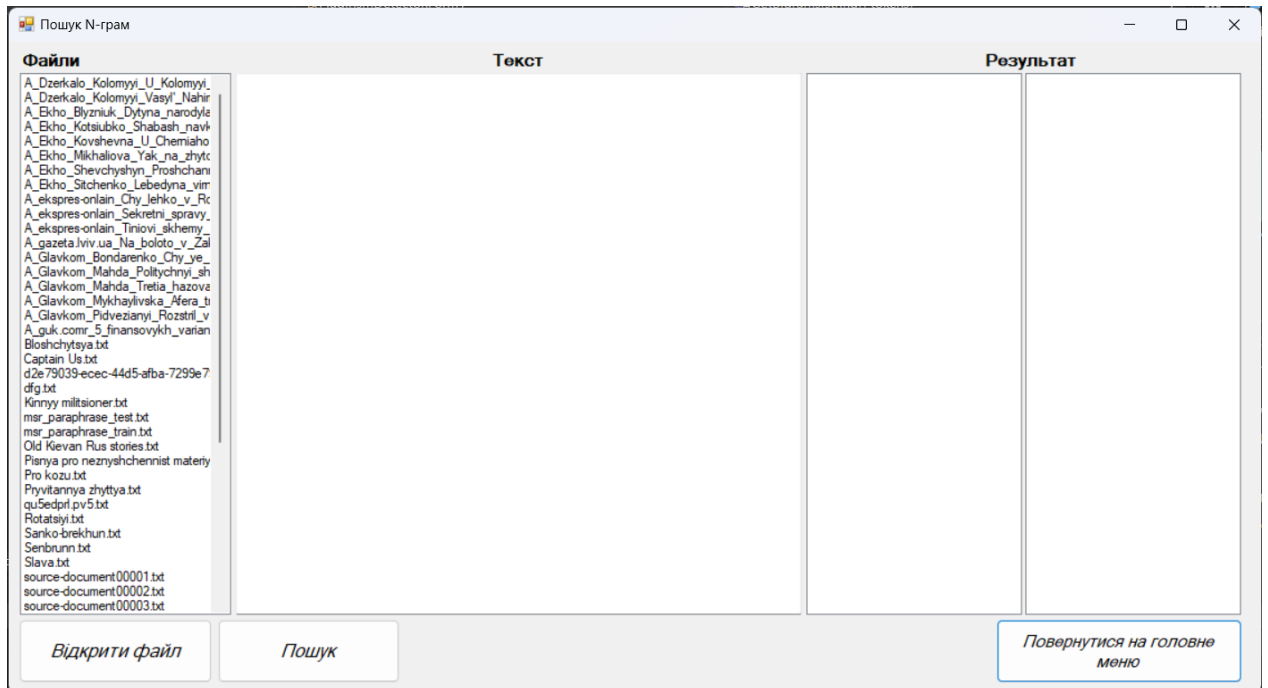 Пошук N-грам
Файли
Текст
Результат
A_Dzerkalo_Kolomyyi_U_Kolomyyi_
A_Dzerkalo_Kolomyyi_Vasyl'_Nahir
A_Ekho_Blyzniuk_Dytyna_narodyla
A_Ekho_Kotsiubko_Shabash_navk
A_Ekho_Kovshevna_U_Cherniaho
A_Ekho_Mikhaliova_Yak_na_zhyto
A_Ekho_Shevchyshyn_Proshchann
A_Ekho_Sitchenko_Lebedyna_virn
A_ekspres-onlain_Chy_lehko_v_Ro
A_ekspres-onlain_Sekretni_spravy_
A_ekspres-onlain_Tiniovi_skhemy_
A_gazeta.lviv.ua_Na_boloto_v_Zal
A_Glavkom_Bondarenko_Chy_ye_
A_Glavkom_Mahda_Politychnyi_sh
A_Glavkom_Mahda_Tretia_hazova
A_Glavkom_Mykhaylivska_Afera_tr
A_Glavkom_Pidvezianyi_Rozstril_v
A_guk.comr_5_finansovykh_varian
Bloshchytsya.txt
Captain Us.txt
d2e79039-ecec-44d5-afba-7299e7
dfg.txt
Kinnyy militsioner.txt
msr_paraphrase_test.txt
msr_paraphrase_train.txt
Old Kievan Rus stories.txt
Pisnya pro neznyshchennist materiy
Pro kozu.txt
Pryvitannya zhyttya.txt
qu5edprl.pv5.txt
Rotatsiyi.txt
Sanko-brekhun.txt
Senbrunn.txt
Slava.txt
source-document00001.txt
source-document00002.txt
source-document00003.txt
Відкрити файл
Пошук
Повернутися на головне
меню